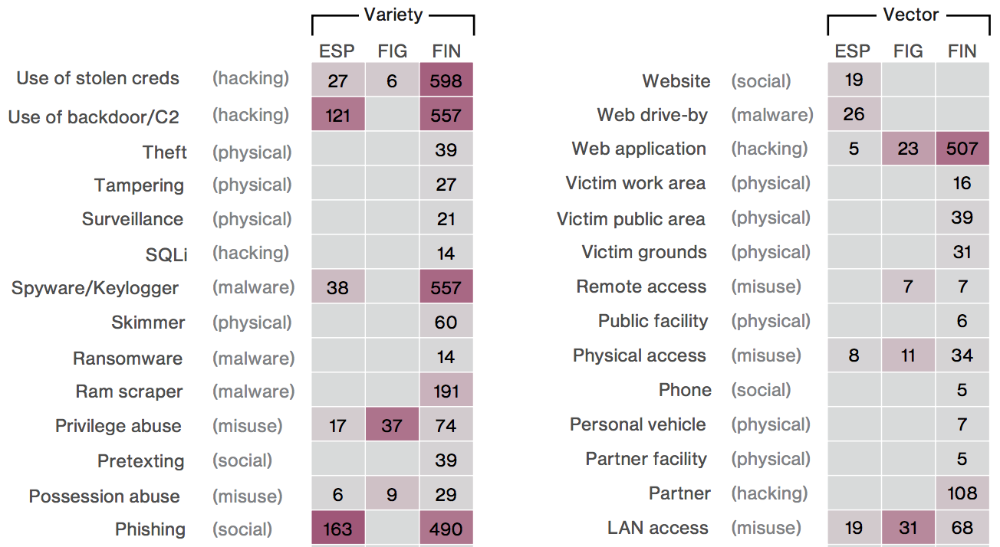 Variety
ESP FIG FIN
Use of stolen creds (hacking) 27 6 598
Use of backdoor/C2 (hacking) 121 557
Theft (physical) 39
Tampering (physical) 27
Surveillance (physical) 21
SQLi (hacking) 14
Spyware/Keylogger (malware) 38 557
Skimmer (physical) 60
Ransomware (malware) 14
Ram scraper (malware) 191
Privilege abuse (misuse) 17 37 74
Pretexting (social) 39
Possession abuse (misuse) 6 9 29
Phishing (social) 163 490
Vector
ESP FIG FIN
Website (social) 19
Web drive-by (malware) 26
Web application (hacking) 5 23 507
Victim work area (physical) 16
Victim public area (physical) 39
Victim grounds (physical) 31
Remote access (misuse) 7 7
Public facility (physical) 6
Physical access (misuse) 8 11 34
Phone (social) 5
Personal vehicle (physical) 7
Partner facility (physical) 5
Partner (hacking) 108
LAN access (misuse) 19 31 68